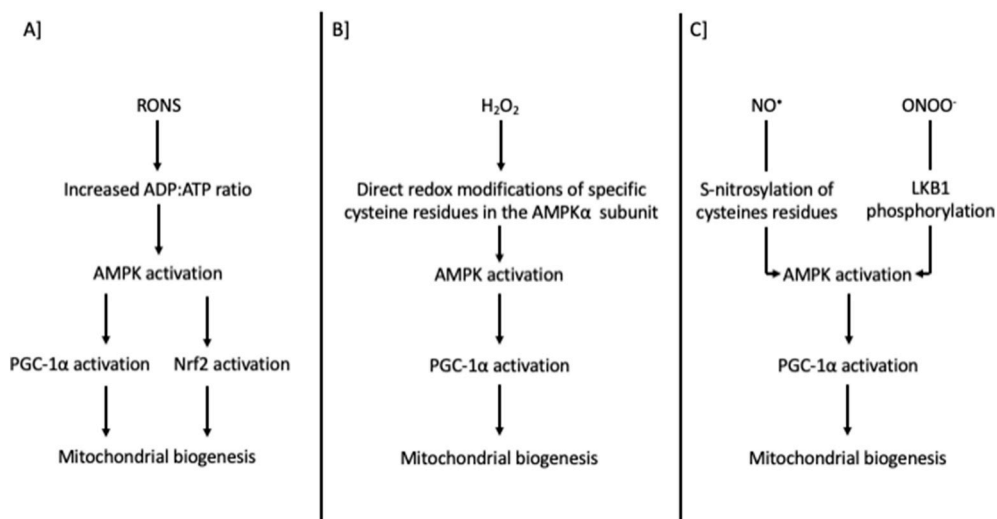 A]
RONS
Increased ADP:ATP ratio
AMPK activation
PGC-1α activation
Nrf2 activation
Mitochondrial biogenesis
B]
H₂O₂
Direct redox modifications of specific
cysteine residues in the AMPKα subunit
AMPK activation
PGC-1α activation
Mitochondrial biogenesis
C]
NO•
ONOO⁻
S-nitrosylation of
cysteines residues
LKB1
phosphorylation
AMPK activation
PGC-1α activation
Mitochondrial biogenesis